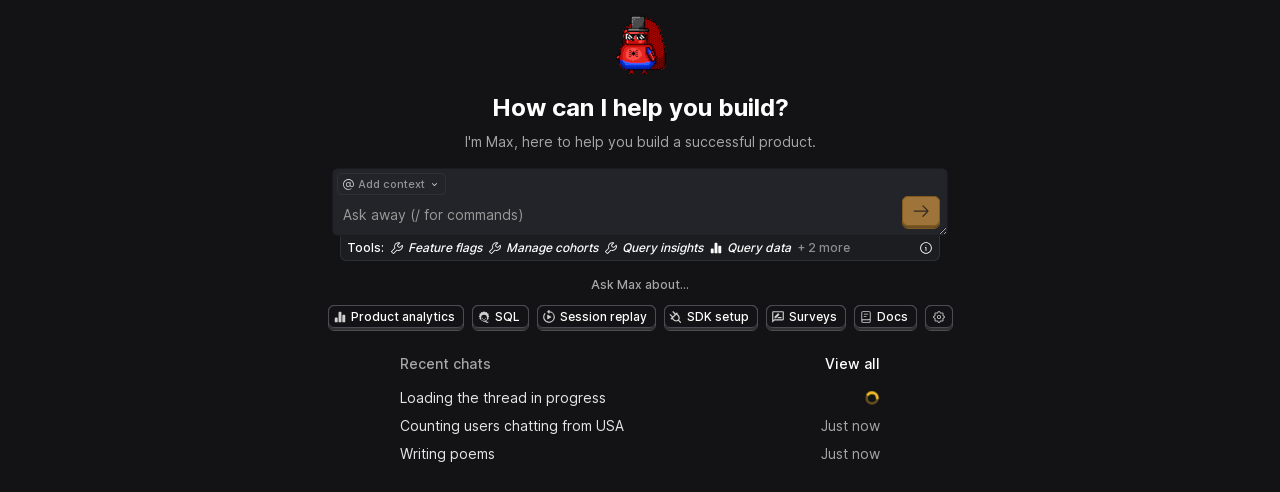 How can I help you build?
I'm Max, here to help you build a successful product.
@ Add context
Ask away (/ for commands)
Tools: Feature flags Manage cohorts Query insights Query data + 2 more
Ask Max about...
Product analytics SQL Session replay SDK setup Surveys Docs
Recent chats View all
Loading the thread in progress
Counting users chatting from USA Just now
Writing poems Just now